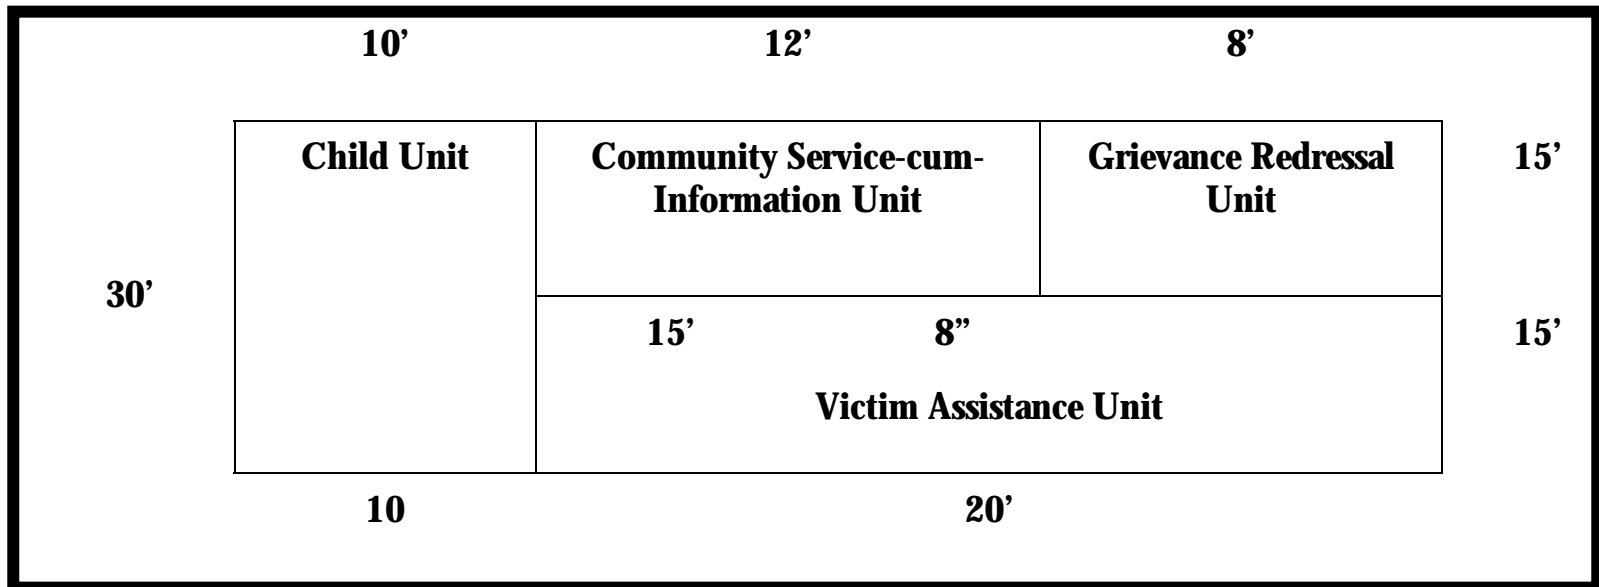 10’ 12’ 8’
Child Unit Community Service-cum- Grievance Redressal 15’
Information Unit Unit
30’
15’ 8” 15’
Victim Assistance Unit
10 20’